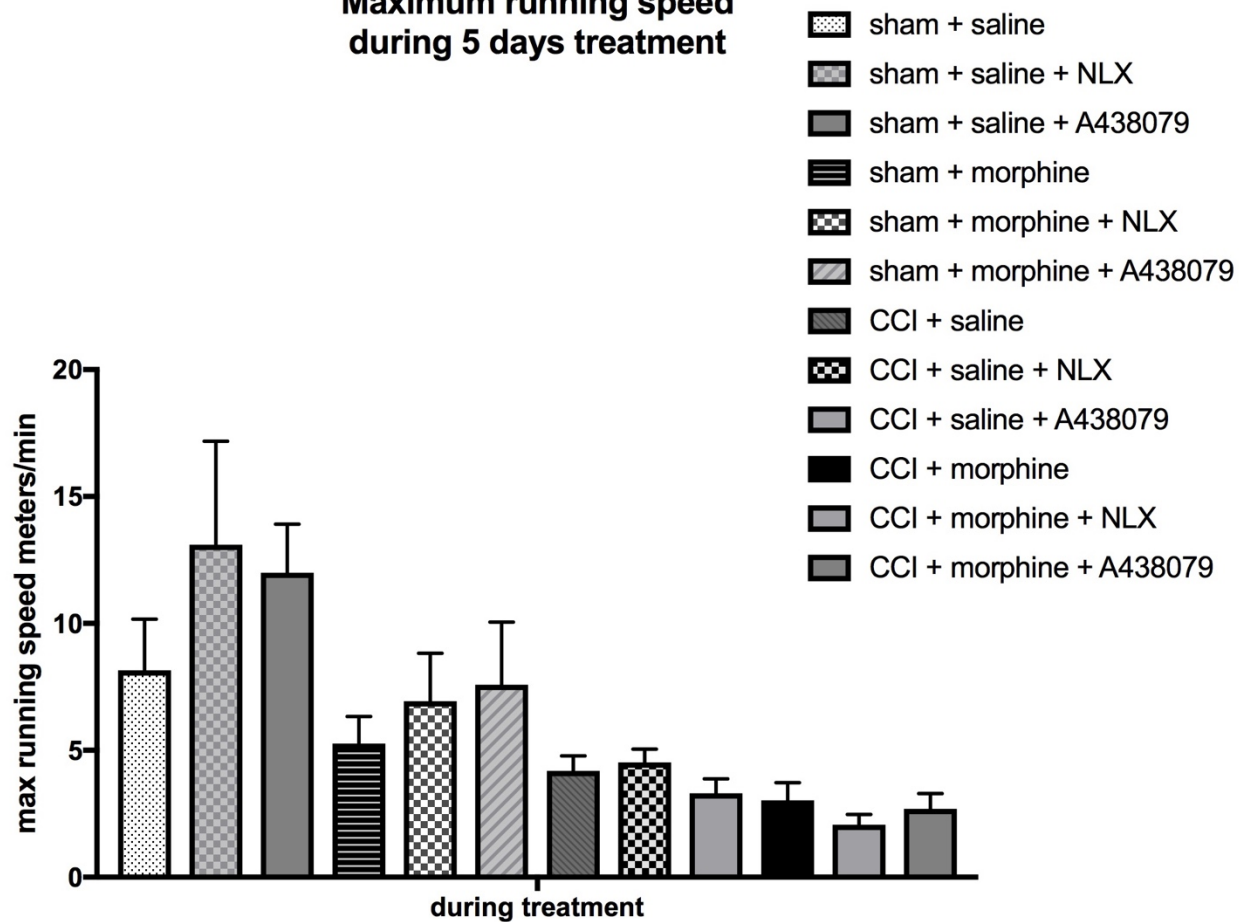 Maximum running speed
during 5 days treatment
sham + saline
sham + saline + NLX
sham + saline + A438079
sham + morphine
sham + morphine + NLX
sham + morphine + A438079
CCI + saline
CCI + saline + NLX
CCI + saline + A438079
CCI + morphine
CCI + morphine + NLX
CCI + morphine + A438079
max running speed meters/min
20
15
10
5
0
during treatment